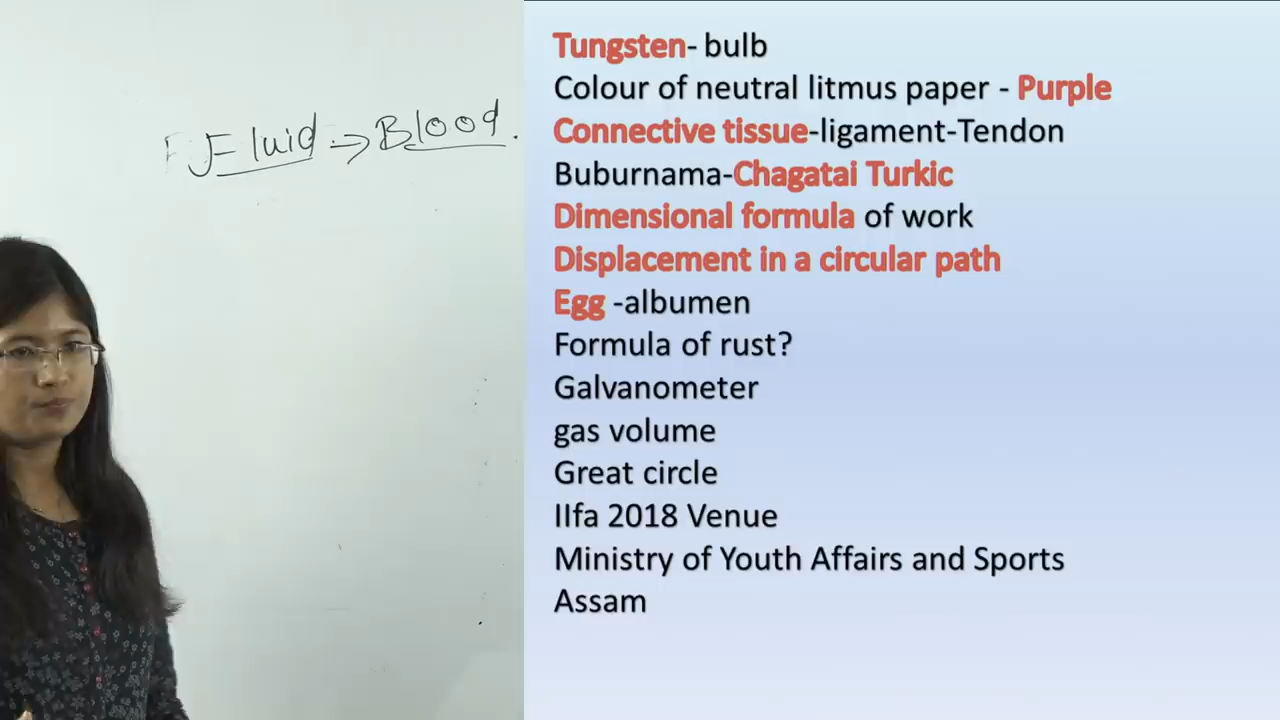 Fluid -> Blood.
Tungsten- bulb
Colour of neutral litmus paper - Purple
Connective tissue-ligament-Tendon
Buburnama-Chagatai Turkic
Dimensional formula of work
Displacement in a circular path
Egg -albumen
Formula of rust?
Galvanometer
gas volume
Great circle
IIfa 2018 Venue
Ministry of Youth Affairs and Sports
Assam